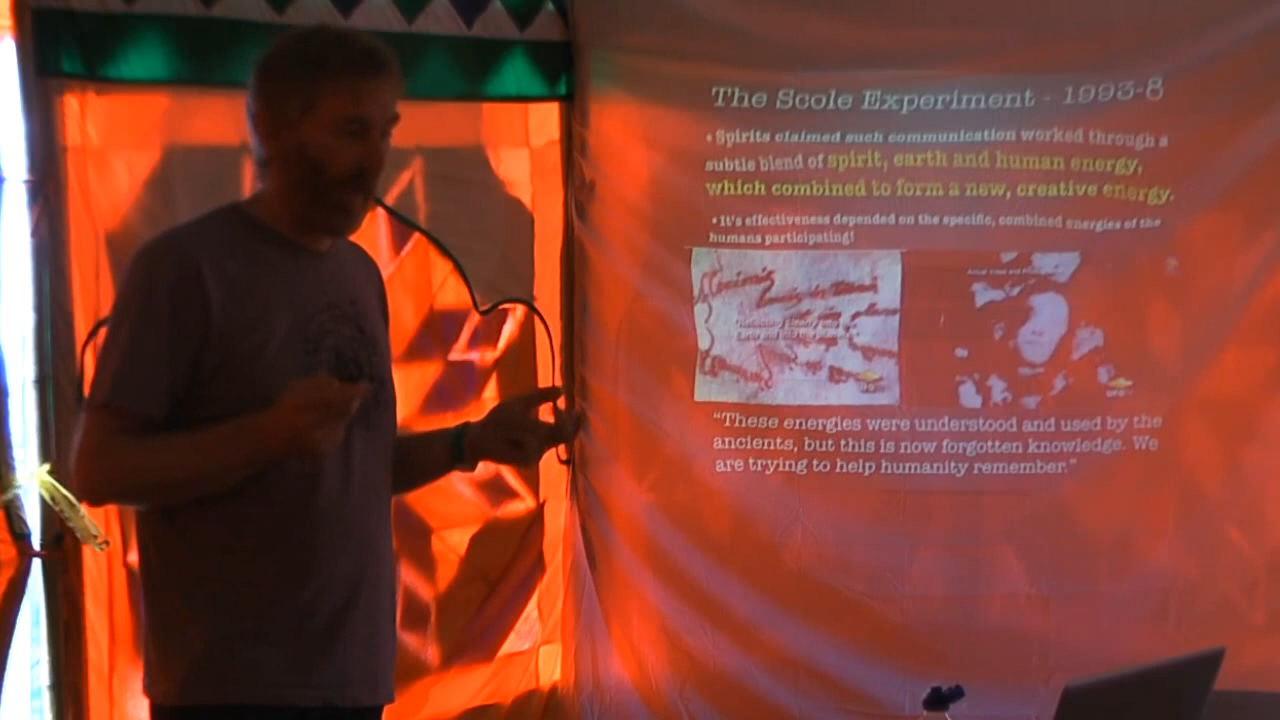 The Scole Experiment - 1993-8
• Spirits claimed such communication worked through a
subtle blend of spirit, earth and human energy,
which combined to form a new, creative energy.
• It's effectiveness depended on the specific, combined energies of the
humans participating!
"These energies were understood and used by the
ancients, but this is now forgotten knowledge. We
are trying to help humanity remember."